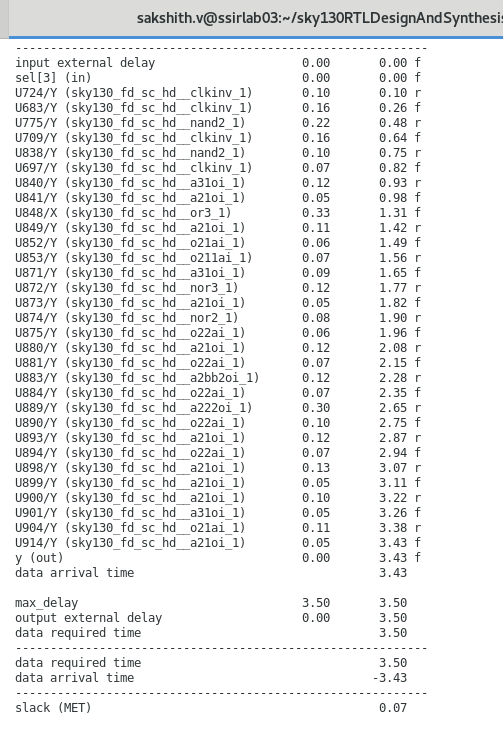 sakshith.v@ssirlab03:~/sky130RTLDesignAndSynthesi
-----------------------------------------------------------
input external delay 0.00 0.00 f
sel[3] (in) 0.00 0.00 f
U724/Y (sky130_fd_sc_hd__clkinv_1) 0.10 0.10 r
U683/Y (sky130_fd_sc_hd__clkinv_1) 0.16 0.26 f
U775/Y (sky130_fd_sc_hd__nand2_1) 0.22 0.48 r
U709/Y (sky130_fd_sc_hd__clkinv_1) 0.16 0.64 f
U838/Y (sky130_fd_sc_hd__nand2_1) 0.10 0.75 r
U697/Y (sky130_fd_sc_hd__clkinv_1) 0.07 0.82 f
U840/Y (sky130_fd_sc_hd__a31oi_1) 0.12 0.93 r
U841/Y (sky130_fd_sc_hd__a21oi_1) 0.05 0.98 f
U848/X (sky130_fd_sc_hd__or3_1) 0.33 1.31 f
U849/Y (sky130_fd_sc_hd__a21oi_1) 0.11 1.42 r
U852/Y (sky130_fd_sc_hd__o21ai_1) 0.06 1.49 f
U853/Y (sky130_fd_sc_hd__o211ai_1) 0.07 1.56 r
U871/Y (sky130_fd_sc_hd__a31oi_1) 0.09 1.65 f
U872/Y (sky130_fd_sc_hd__nor3_1) 0.12 1.77 r
U873/Y (sky130_fd_sc_hd__a21oi_1) 0.05 1.82 f
U874/Y (sky130_fd_sc_hd__nor2_1) 0.08 1.90 r
U875/Y (sky130_fd_sc_hd__o22ai_1) 0.06 1.96 f
U880/Y (sky130_fd_sc_hd__a21oi_1) 0.12 2.08 r
U881/Y (sky130_fd_sc_hd__o22ai_1) 0.07 2.15 f
U883/Y (sky130_fd_sc_hd__a2bb2oi_1) 0.12 2.28 r
U884/Y (sky130_fd_sc_hd__o22ai_1) 0.07 2.35 f
U889/Y (sky130_fd_sc_hd__a222oi_1) 0.30 2.65 r
U890/Y (sky130_fd_sc_hd__o22ai_1) 0.10 2.75 f
U893/Y (sky130_fd_sc_hd__a21oi_1) 0.12 2.87 r
U894/Y (sky130_fd_sc_hd__o22ai_1) 0.07 2.94 f
U898/Y (sky130_fd_sc_hd__a21oi_1) 0.13 3.07 r
U899/Y (sky130_fd_sc_hd__a21oi_1) 0.05 3.11 f
U900/Y (sky130_fd_sc_hd__a21oi_1) 0.10 3.22 r
U901/Y (sky130_fd_sc_hd__a31oi_1) 0.05 3.26 f
U904/Y (sky130_fd_sc_hd__o21ai_1) 0.11 3.38 r
U914/Y (sky130_fd_sc_hd__a21oi_1) 0.05 3.43 f
y (out) 0.00 3.43 f
data arrival time 3.43
max_delay 3.50 3.50
output external delay 0.00 3.50
data required time 3.50
-----------------------------------------------------------
data required time 3.50
data arrival time -3.43
-----------------------------------------------------------
slack (MET) 0.07